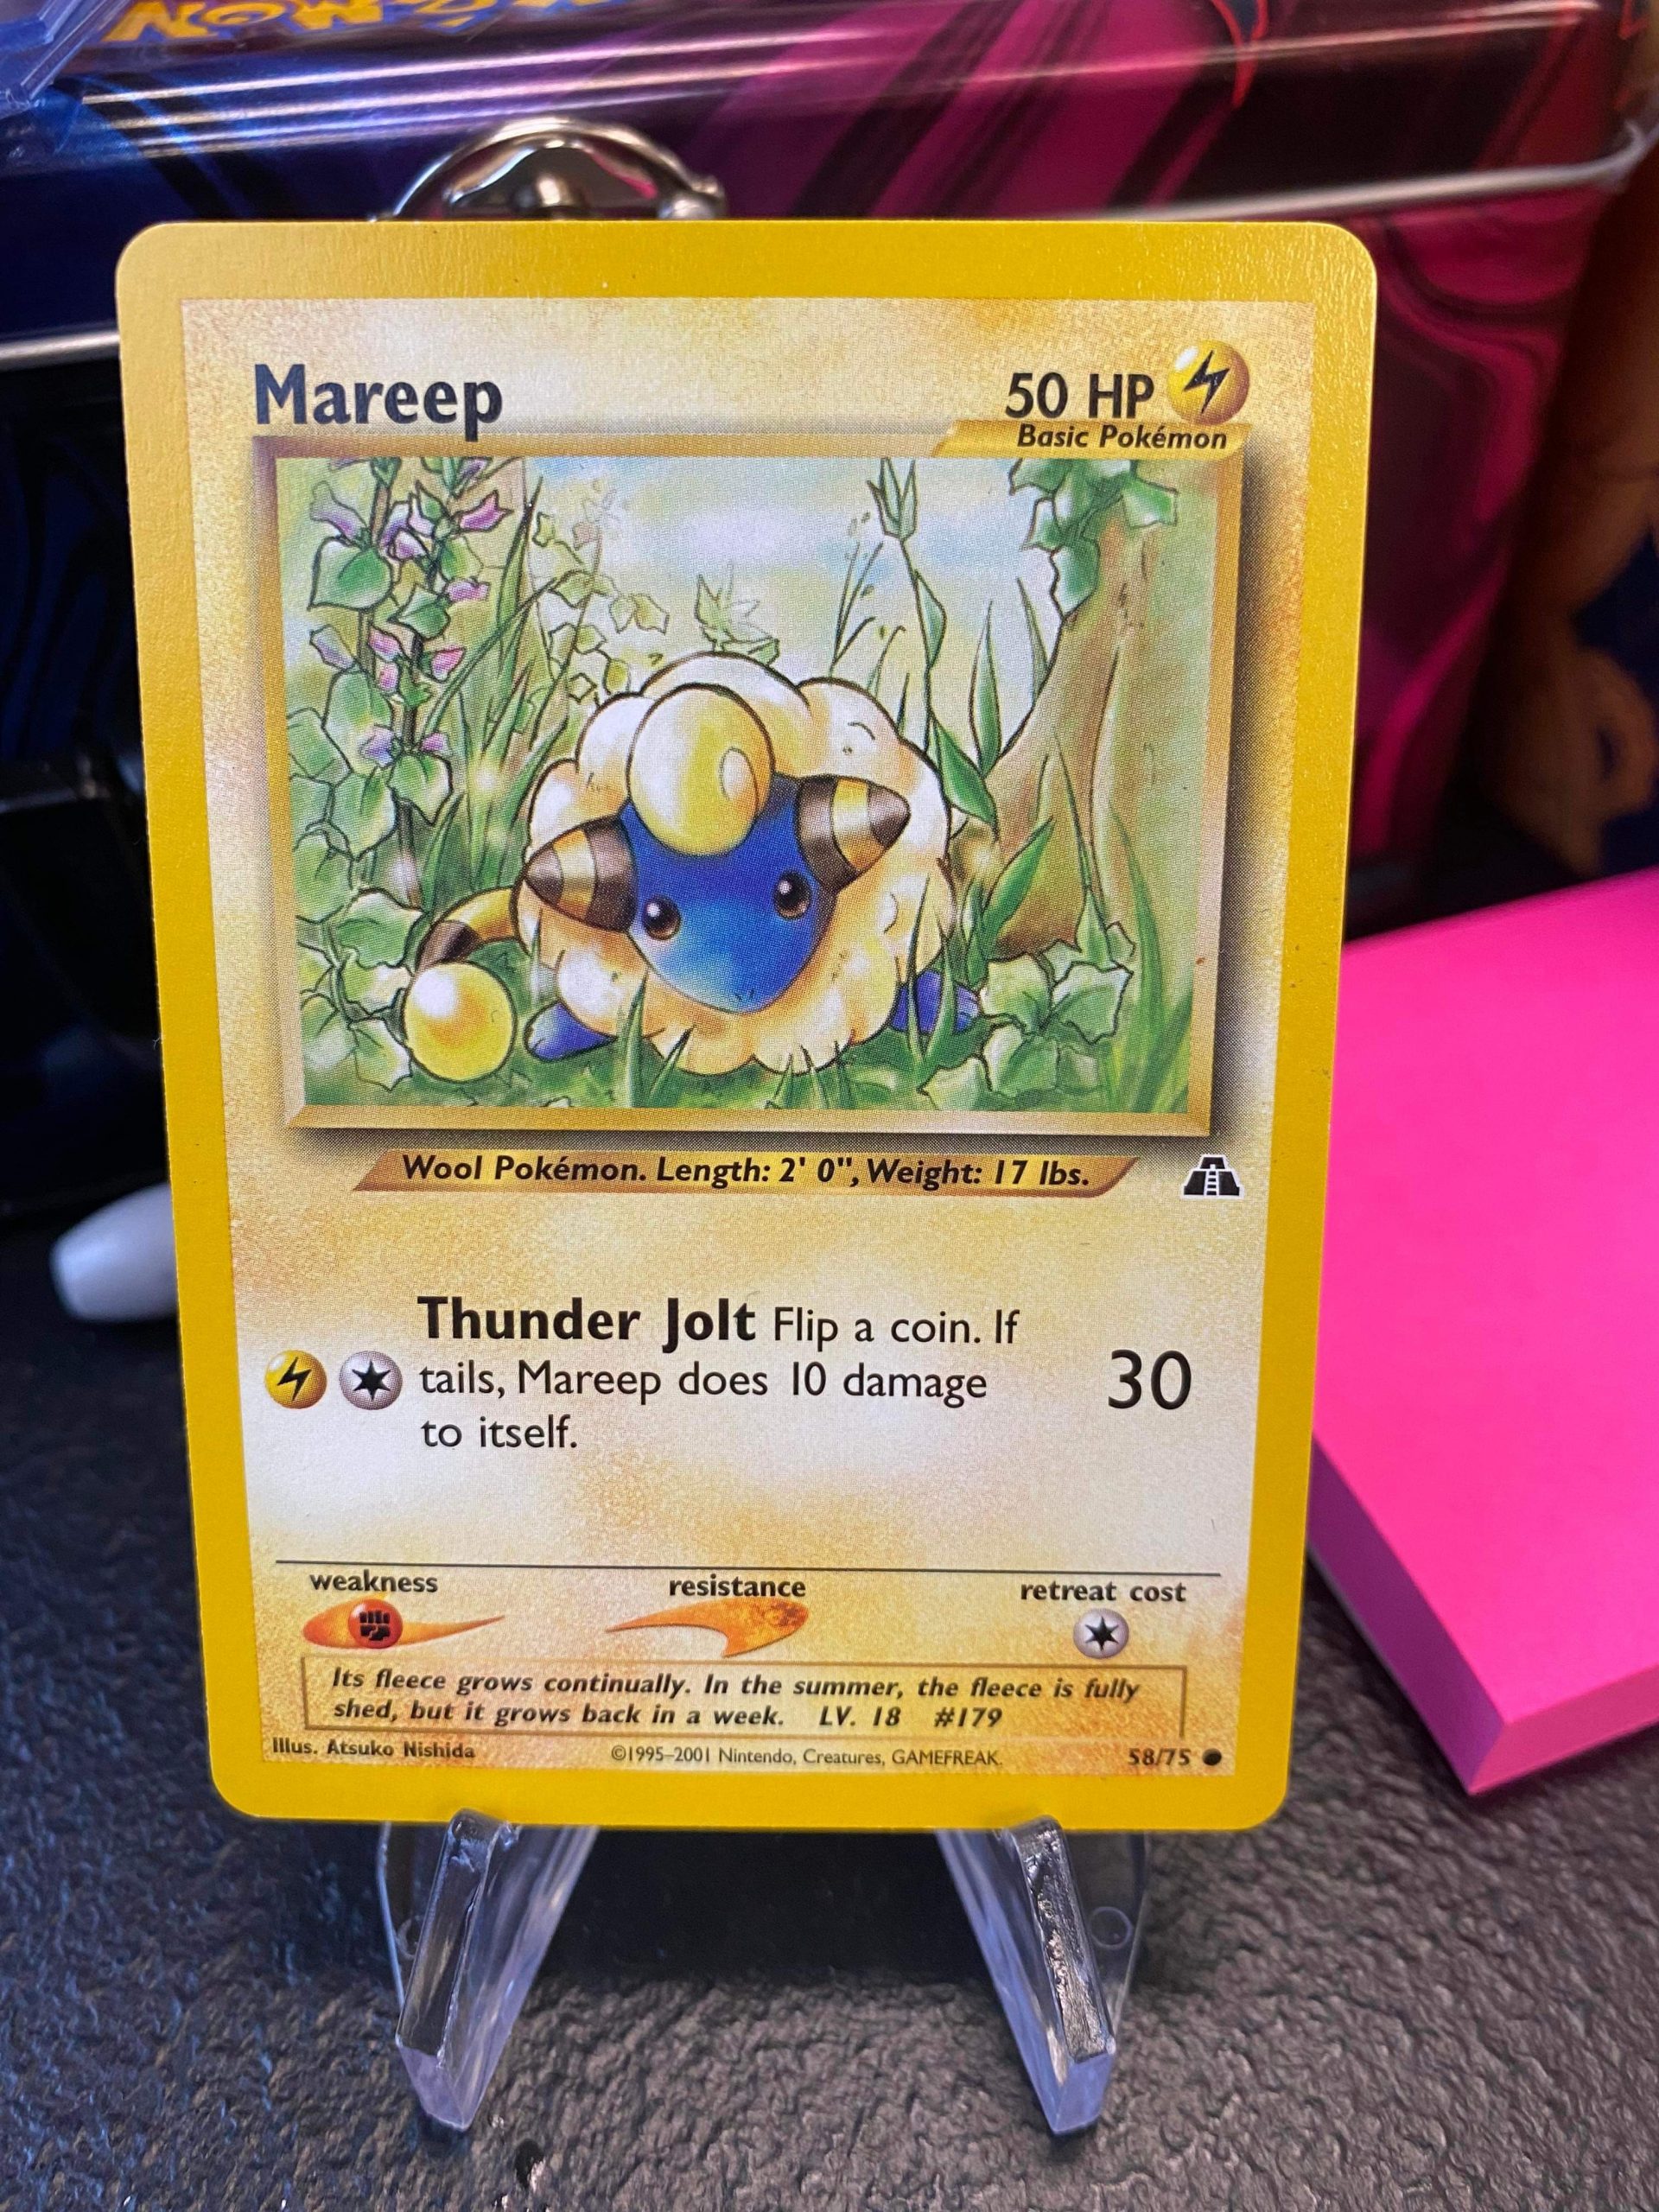 POKÉMON
Mareep
50 HP
Basic Pokémon
Wool Pokémon. Length: 2' 0", Weight: 17 lbs.
Thunder Jolt Flip a coin. If
tails, Mareep does 10 damage
to itself.
30
weakness
resistance
retreat cost
Its fleece grows continually. In the summer, the fleece is fully
shed, but it grows back in a week. LV. 18 #179
Illus. Atsuko Nishida
©1995–2001 Nintendo, Creatures, GAMEFREAK.
58/75